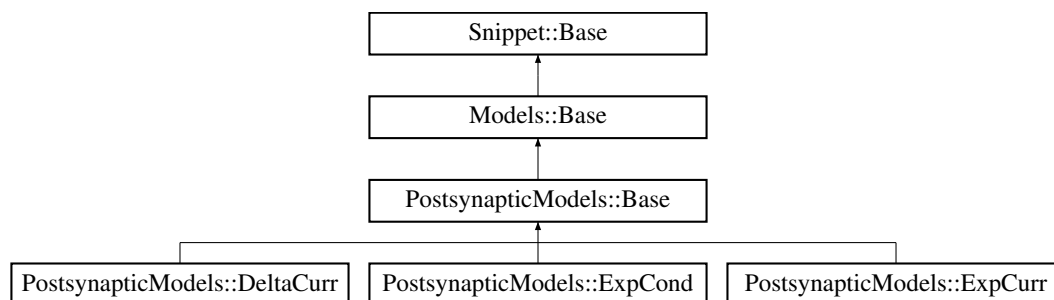 Snippet::Base
Models::Base
PostsynapticModels::Base
PostsynapticModels::DeltaCurr PostsynapticModels::ExpCond PostsynapticModels::ExpCurr